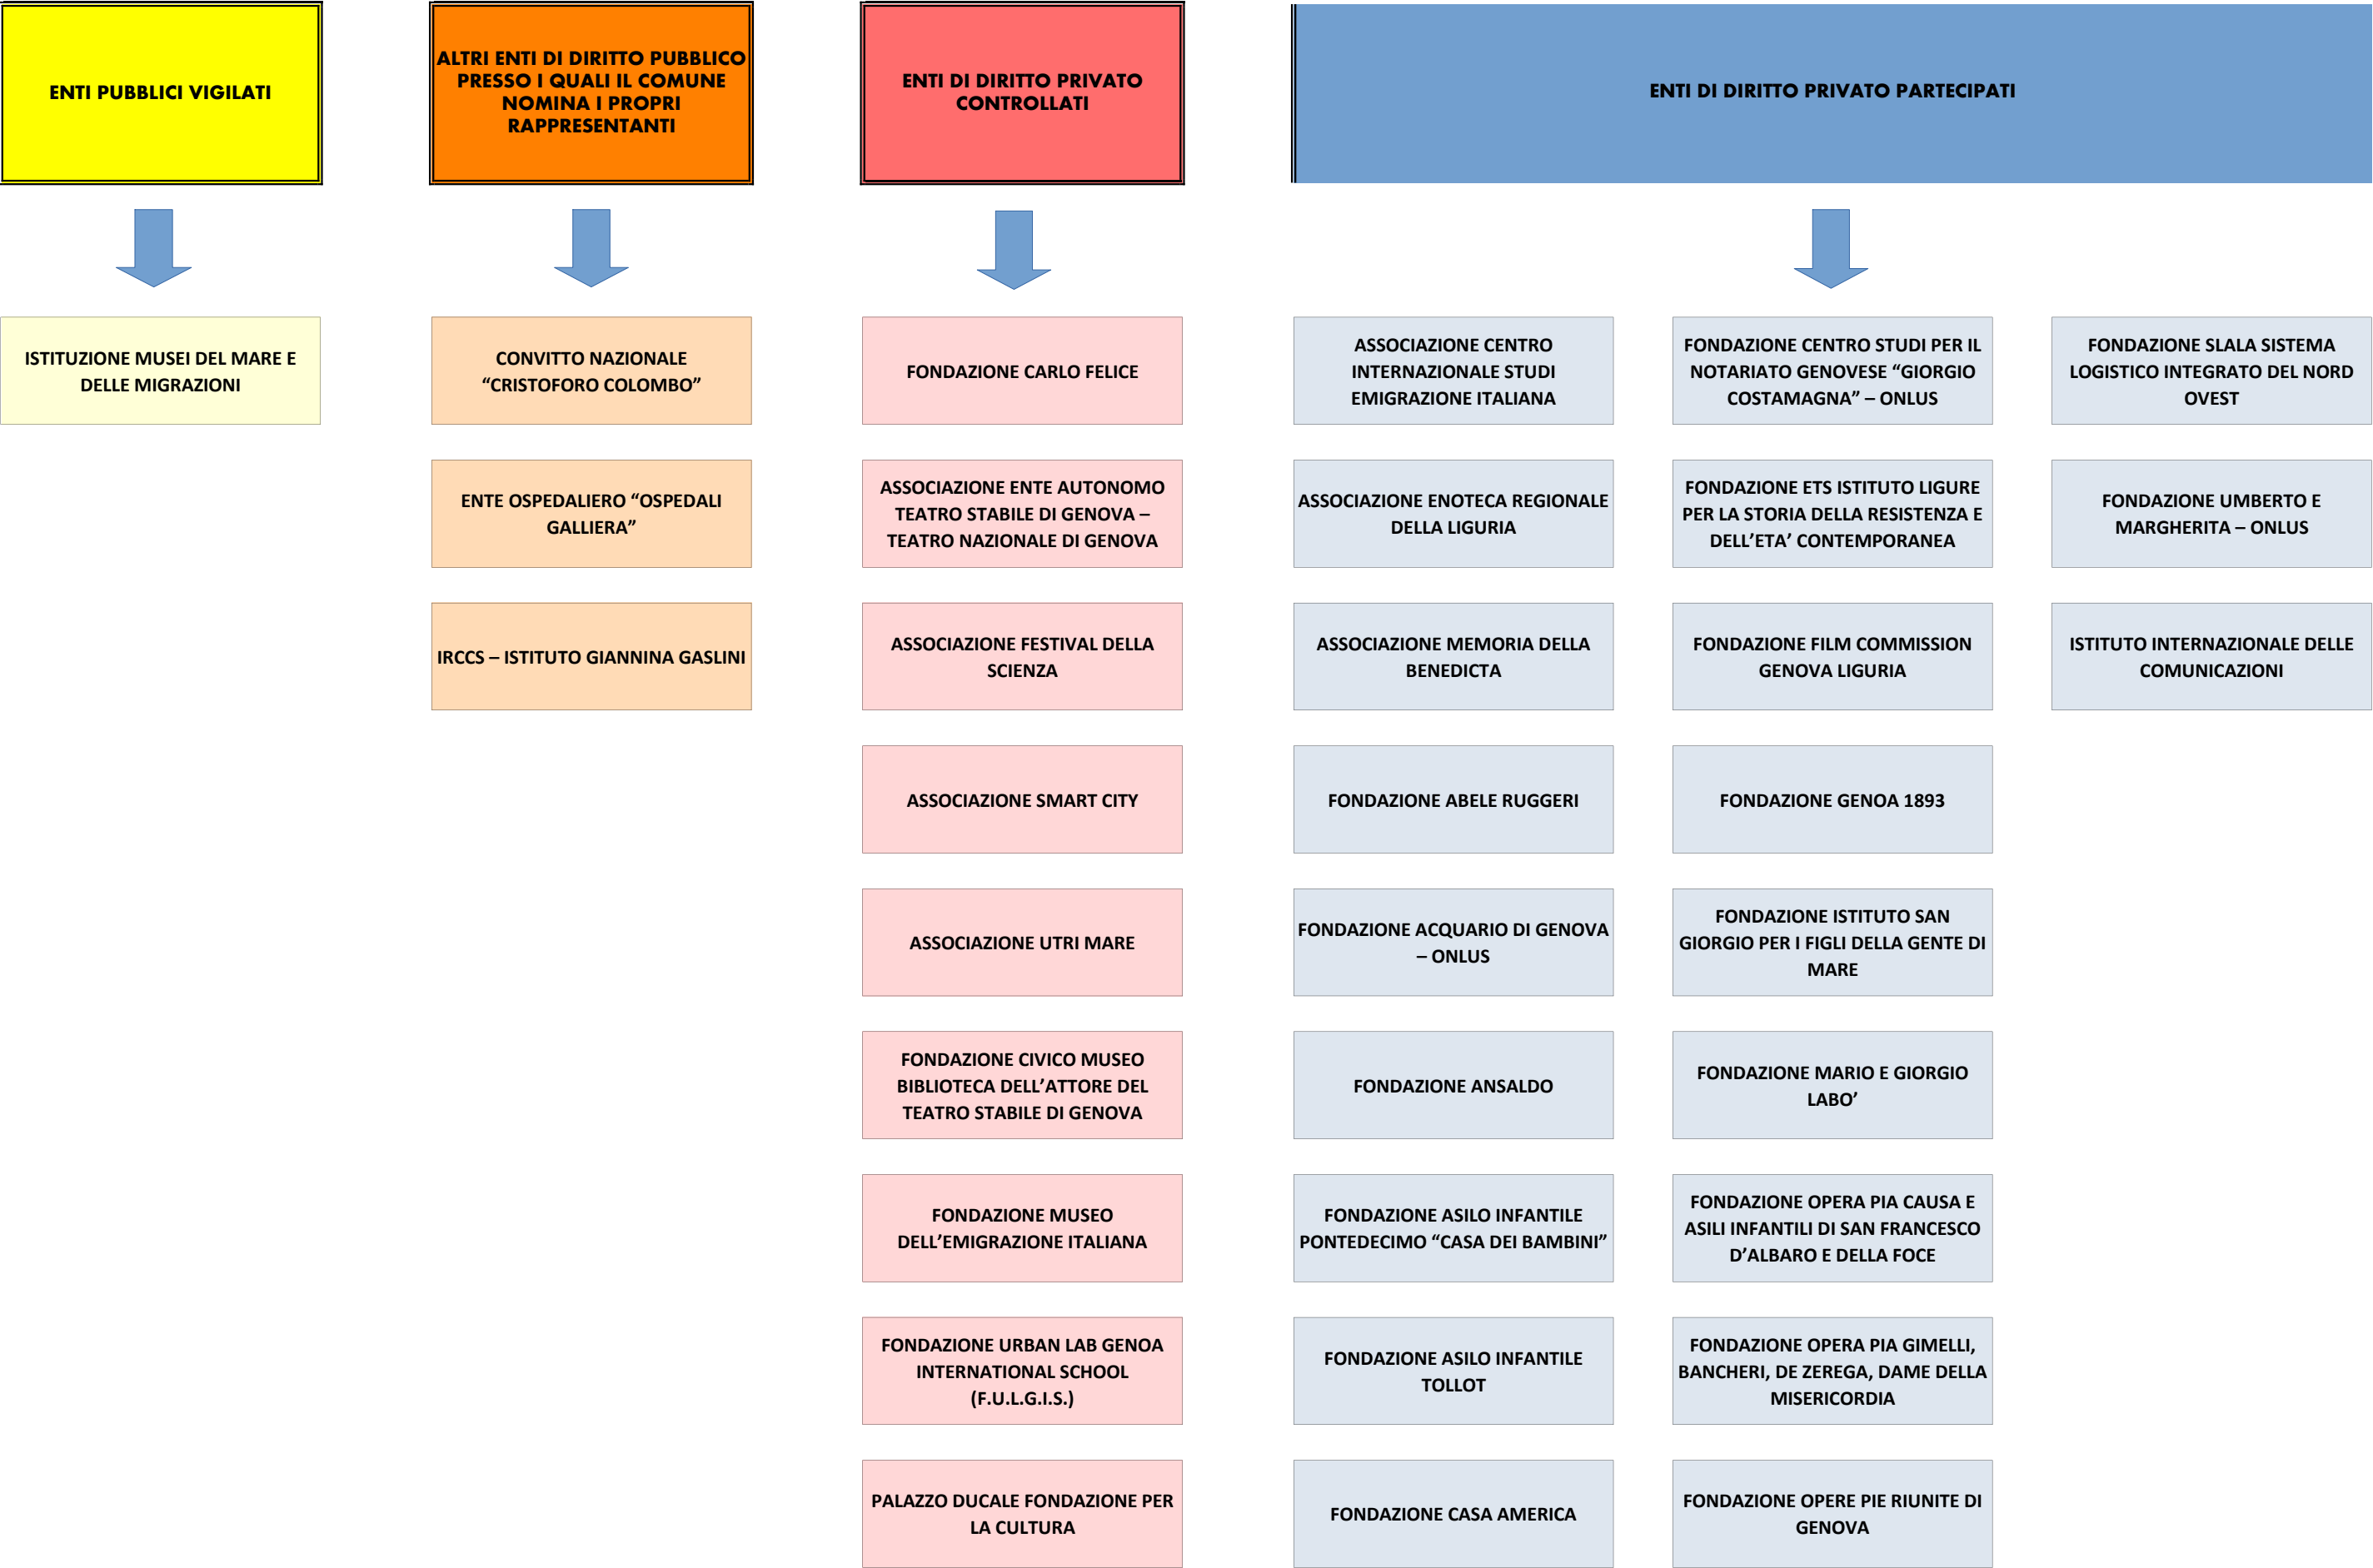 ENTI PUBBLICI VIGILATI
ALTRI ENTI DI DIRITTO PUBBLICO
PRESSO I QUALI IL COMUNE
NOMINA I PROPRI
RAPPRESENTANTI
ENTI DI DIRITTO PRIVATO
CONTROLLATI
ENTI DI DIRITTO PRIVATO PARTECIPATI
ISTITUZIONE MUSEI DEL MARE E
DELLE MIGRAZIONI
CONVITTO NAZIONALE
“CRISTOFORO COLOMBO”
ENTE OSPEDALIERO “OSPEDALI
GALLIERA”
IRCCS – ISTITUTO GIANNINA GASLINI
FONDAZIONE CARLO FELICE
ASSOCIAZIONE ENTE AUTONOMO
TEATRO STABILE DI GENOVA –
TEATRO NAZIONALE DI GENOVA
ASSOCIAZIONE FESTIVAL DELLA
SCIENZA
ASSOCIAZIONE SMART CITY
ASSOCIAZIONE UTRI MARE
FONDAZIONE CIVICO MUSEO
BIBLIOTECA DELL’ATTORE DEL
TEATRO STABILE DI GENOVA
FONDAZIONE MUSEO
DELL’EMIGRAZIONE ITALIANA
FONDAZIONE URBAN LAB GENOA
INTERNATIONAL SCHOOL
(F.U.L.G.I.S.)
PALAZZO DUCALE FONDAZIONE PER
LA CULTURA
ASSOCIAZIONE CENTRO
INTERNAZIONALE STUDI
EMIGRAZIONE ITALIANA
ASSOCIAZIONE ENOTECA REGIONALE
DELLA LIGURIA
ASSOCIAZIONE MEMORIA DELLA
BENEDICTA
FONDAZIONE ABELE RUGGERI
FONDAZIONE ACQUARIO DI GENOVA
– ONLUS
FONDAZIONE ANSALDO
FONDAZIONE ASILO INFANTILE
PONTEDECIMO “CASA DEI BAMBINI”
FONDAZIONE ASILO INFANTILE
TOLLOT
FONDAZIONE CASA AMERICA
FONDAZIONE CENTRO STUDI PER IL
NOTARIATO GENOVESE “GIORGIO
COSTAMAGNA” – ONLUS
FONDAZIONE ETS ISTITUTO LIGURE
PER LA STORIA DELLA RESISTENZA E
DELL’ETA’ CONTEMPORANEA
FONDAZIONE FILM COMMISSION
GENOVA LIGURIA
FONDAZIONE GENOA 1893
FONDAZIONE ISTITUTO SAN
GIORGIO PER I FIGLI DELLA GENTE DI
MARE
FONDAZIONE MARIO E GIORGIO
LABO’
FONDAZIONE OPERA PIA CAUSA E
ASILI INFANTILI DI SAN FRANCESCO
D’ALBARO E DELLA FOCE
FONDAZIONE OPERA PIA GIMELLI,
BANCHERI, DE ZEREGA, DAME DELLA
MISERICORDIA
FONDAZIONE OPERE PIE RIUNITE DI
GENOVA
FONDAZIONE SLALA SISTEMA
LOGISTICO INTEGRATO DEL NORD
OVEST
FONDAZIONE UMBERTO E
MARGHERITA – ONLUS
ISTITUTO INTERNAZIONALE DELLE
COMUNICAZIONI